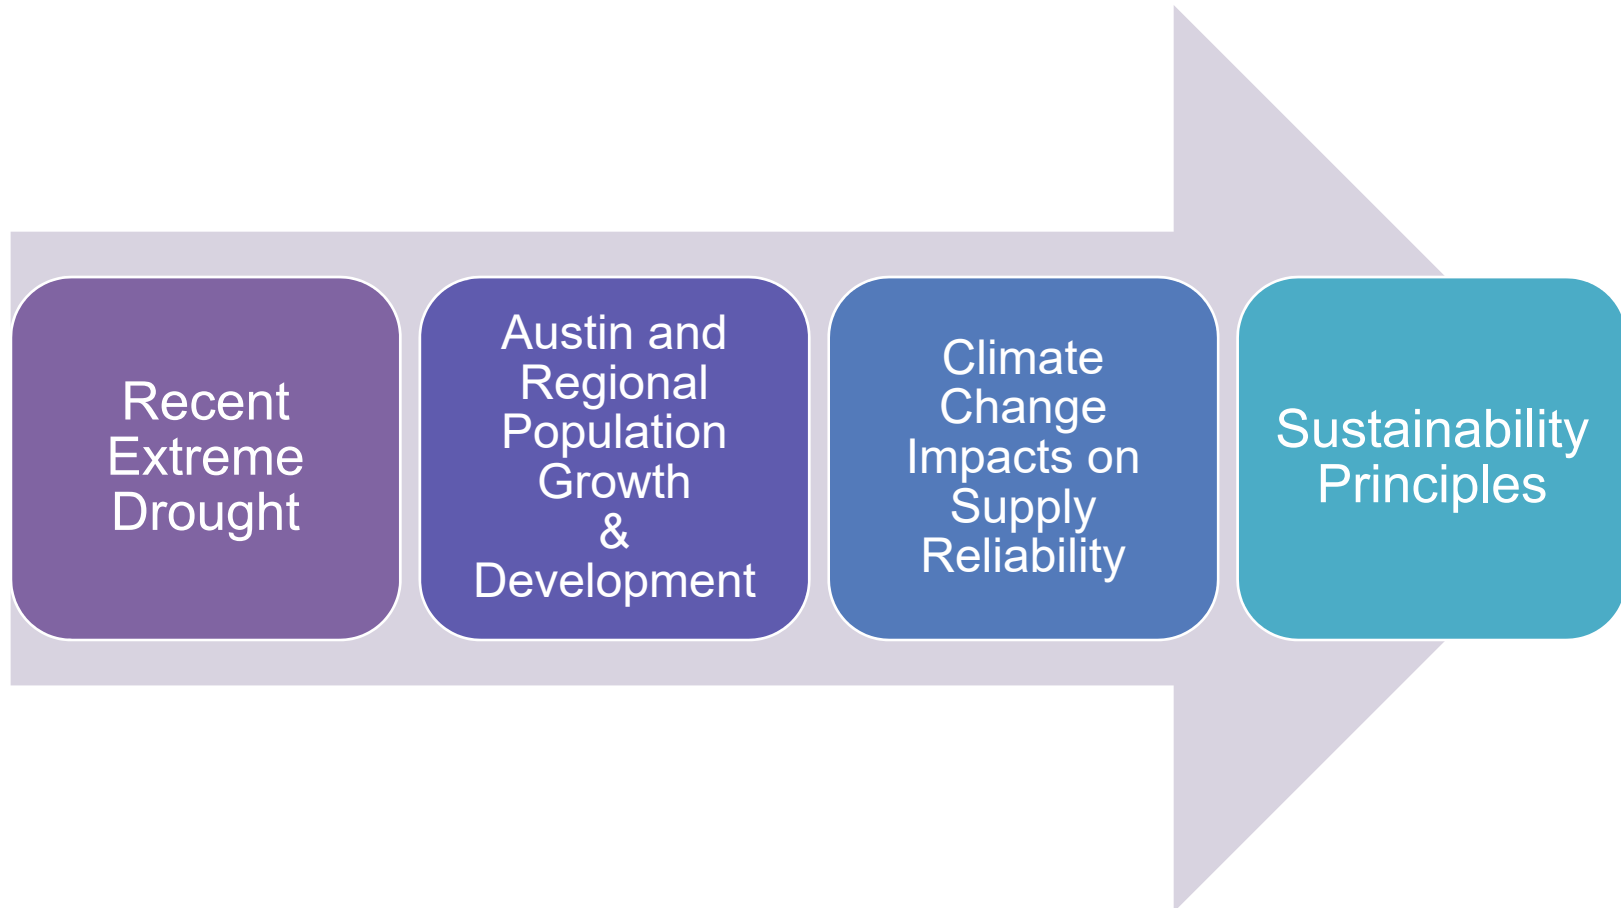 Recent
Extreme
Drought
Austin and
Regional
Population
Growth
&
Development
Climate
Change
Impacts on
Supply
Reliability
Sustainability
Principles